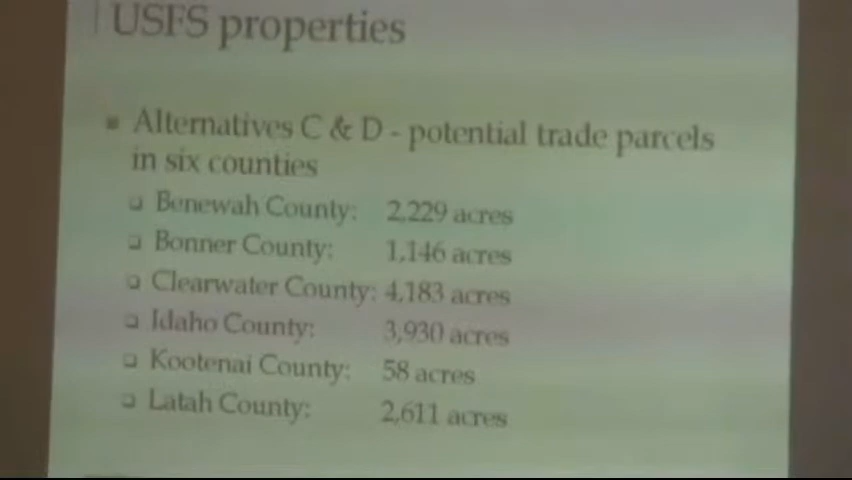 USFS properties
Alternatives C & D - potential trade parcels
in six counties
Benewah County: 2,229 acres
Bonner County: 1,146 acres
Clearwater County: 4,183 acres
Idaho County: 3,930 acres
Kootenai County: 58 acres
Latah County: 2,611 acres